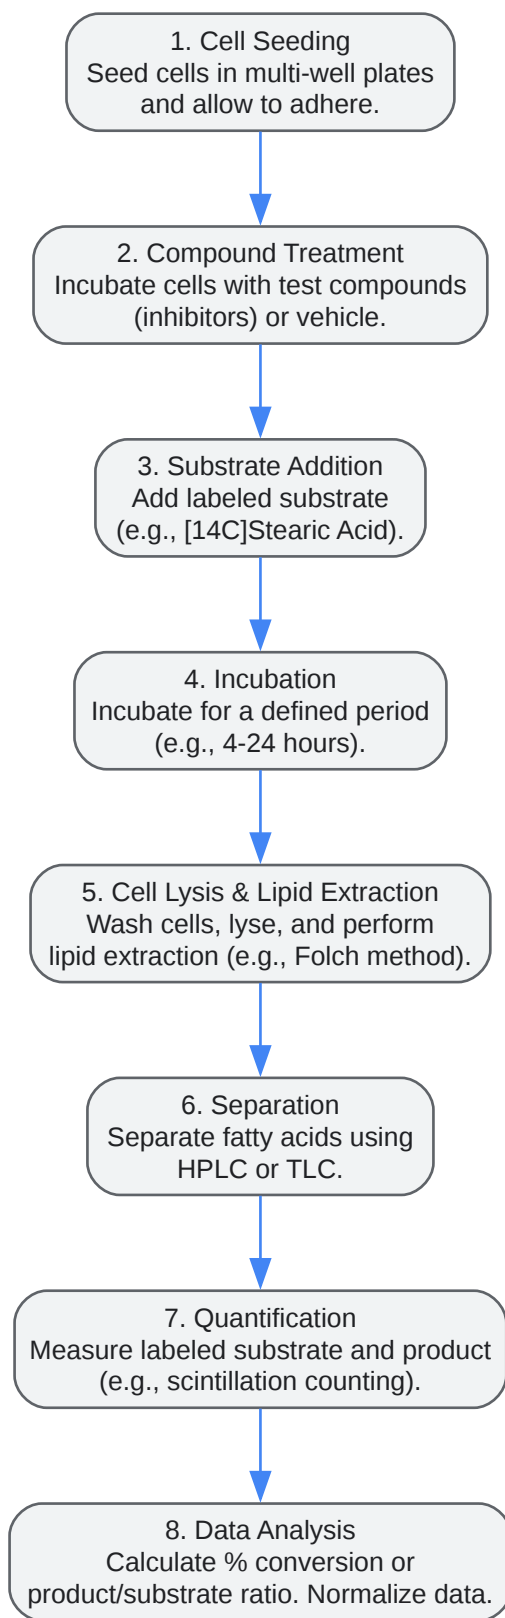 1. Cell Seeding
Seed cells in multi-well plates
and allow to adhere.
2. Compound Treatment
Incubate cells with test compounds
(inhibitors) or vehicle.
3. Substrate Addition
Add labeled substrate
(e.g., [14C]Stearic Acid).
4. Incubation
Incubate for a defined period
(e.g., 4-24 hours).
5. Cell Lysis & Lipid Extraction
Wash cells, lyse, and perform
lipid extraction (e.g., Folch method).
6. Separation
Separate fatty acids using
HPLC or TLC.
7. Quantification
Measure labeled substrate and product
(e.g., scintillation counting).
8. Data Analysis
Calculate % conversion or
product/substrate ratio. Normalize data.